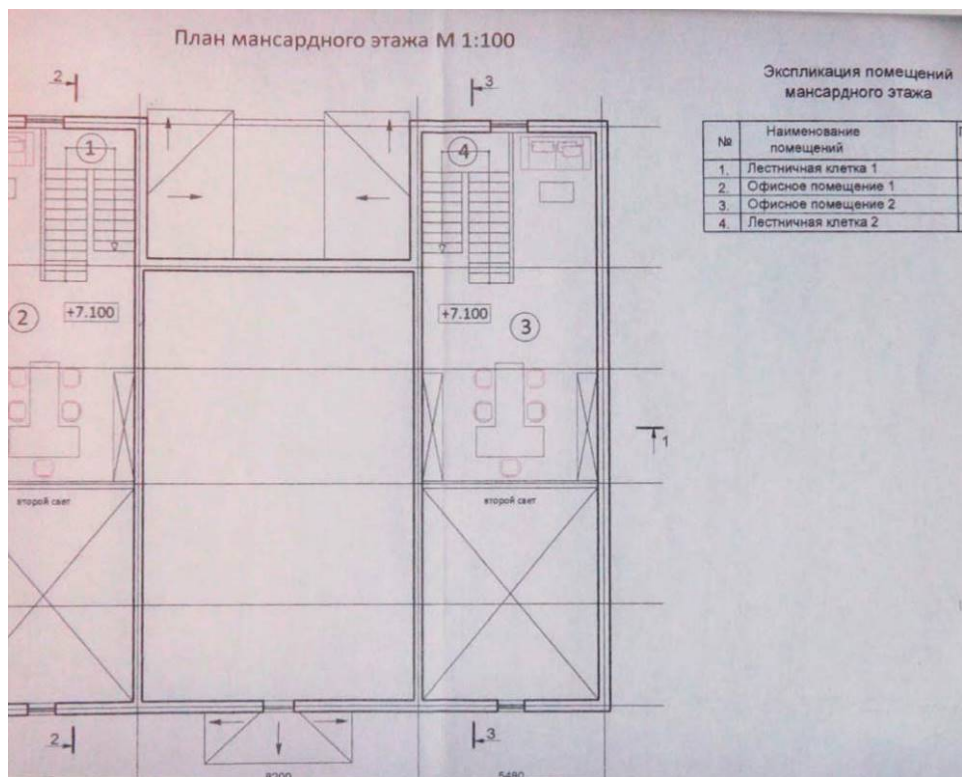 План мансардного этажа М 1:100
Экспликация помещений
мансардного этажа
№ Наименование
помещений
1. Лестничная клетка 1
2. Офисное помещение 1
3. Офисное помещение 2
4. Лестничная клетка 2
2
3
1
4
2
+7.100
+7.100
3
1
второй свет
второй свет
2
3
8200
5480